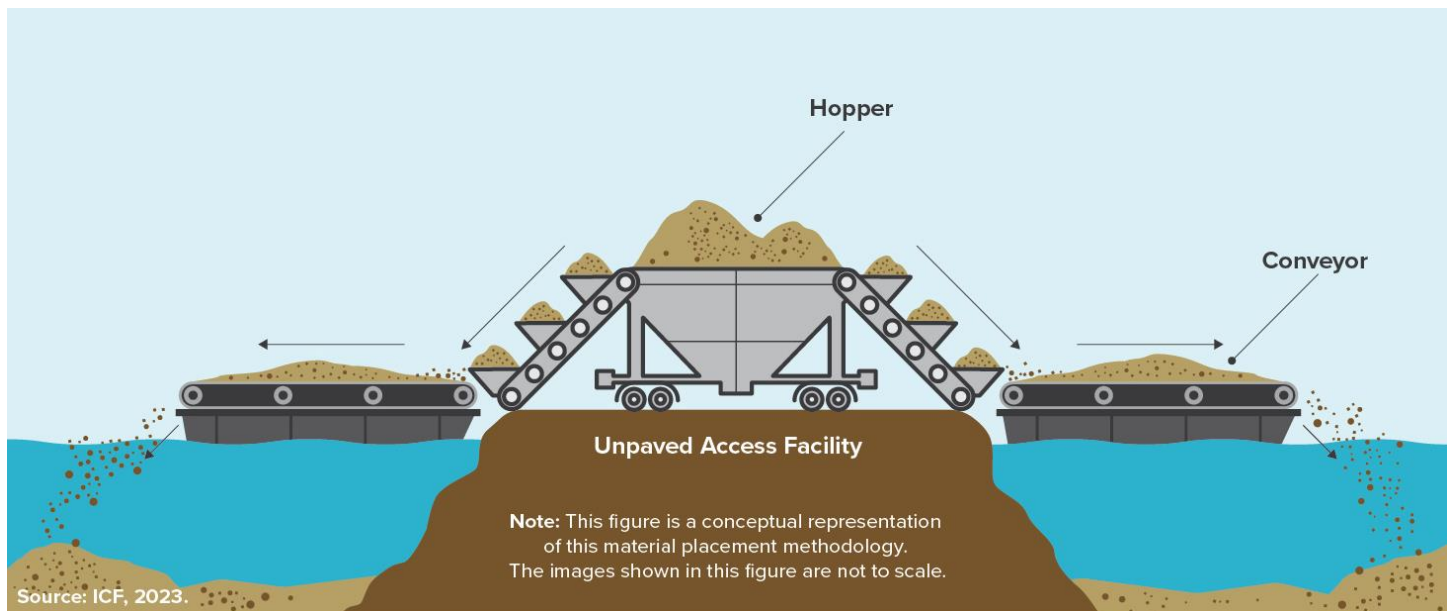 Hopper
Conveyor
Unpaved Access Facility
Note: This figure is a conceptual representation
of this material placement methodology.
The images shown in this figure are not to scale.
Source: ICF, 2023.